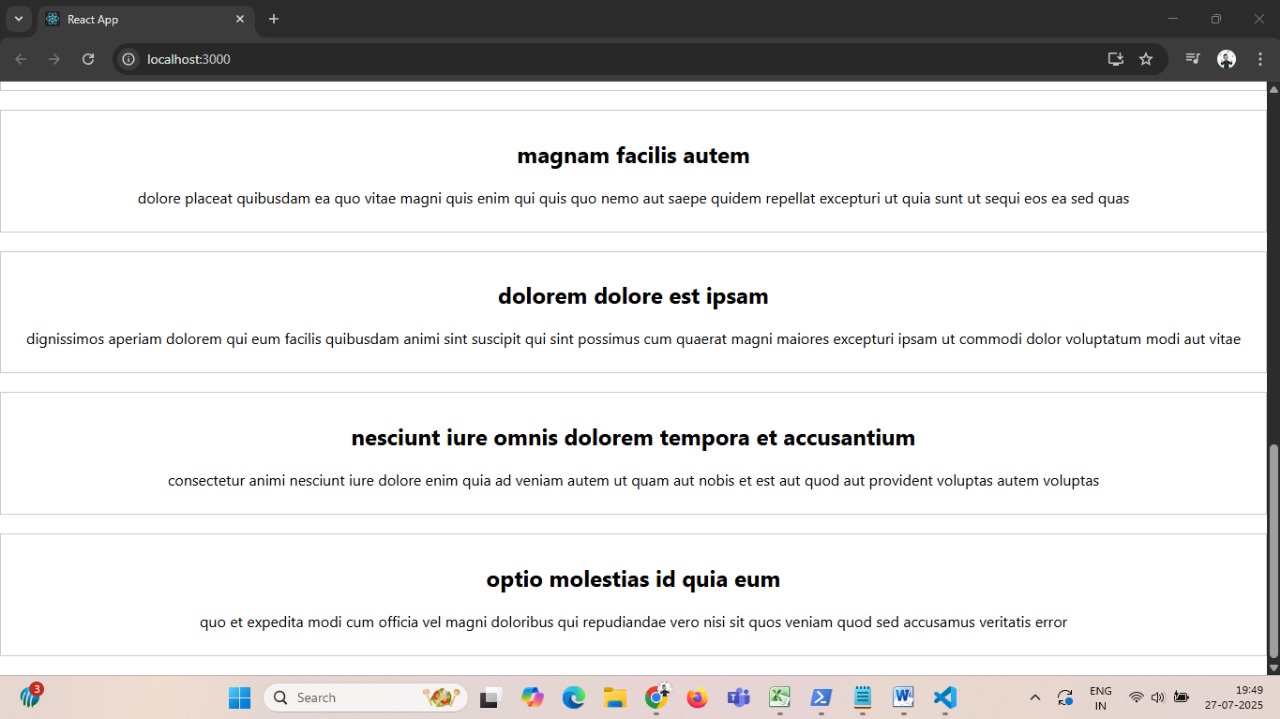 React App
localhost:3000
magnam facilis autem
dolore placeat quibusdam ea quo vitae magni quis enim qui quis quo nemo aut saepe quidem repellat excepturi ut quia sunt ut sequi eos ea sed quas
dolorem dolore est ipsam
dignissimos aperiam dolorem qui eum facilis quibusdam animi sint suscipit qui sint possimus cum quaerat magni maiores excepturi ipsam ut commodi dolor voluptatum modi aut vitae
nesciunt iure omnis dolorem tempora et accusantium
consectetur animi nesciunt iure dolore enim quia ad veniam autem ut quam aut nobis et est aut quod aut provident voluptas autem voluptas
optio molestias id quia eum
quo et expedita modi cum officia vel magni doloribus qui repudiandae vero nisi sit quos veniam quod sed accusamus veritatis error
3
Search
ENG
IN
19:49
27-07-2025